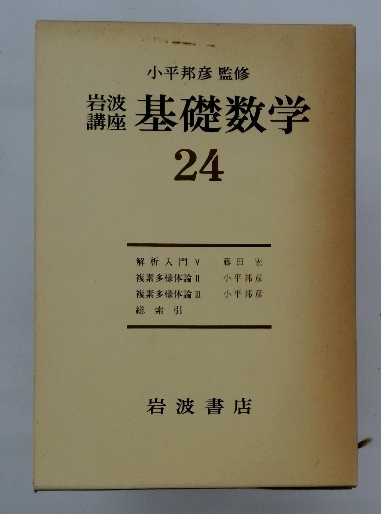 小平邦彦 監修
岩波講座 基礎数学
24
解析入門 V 藤田 宏
複素多様体論 II 小平邦彦
複素多様体論 III 小平邦彦
総索引
岩波書店